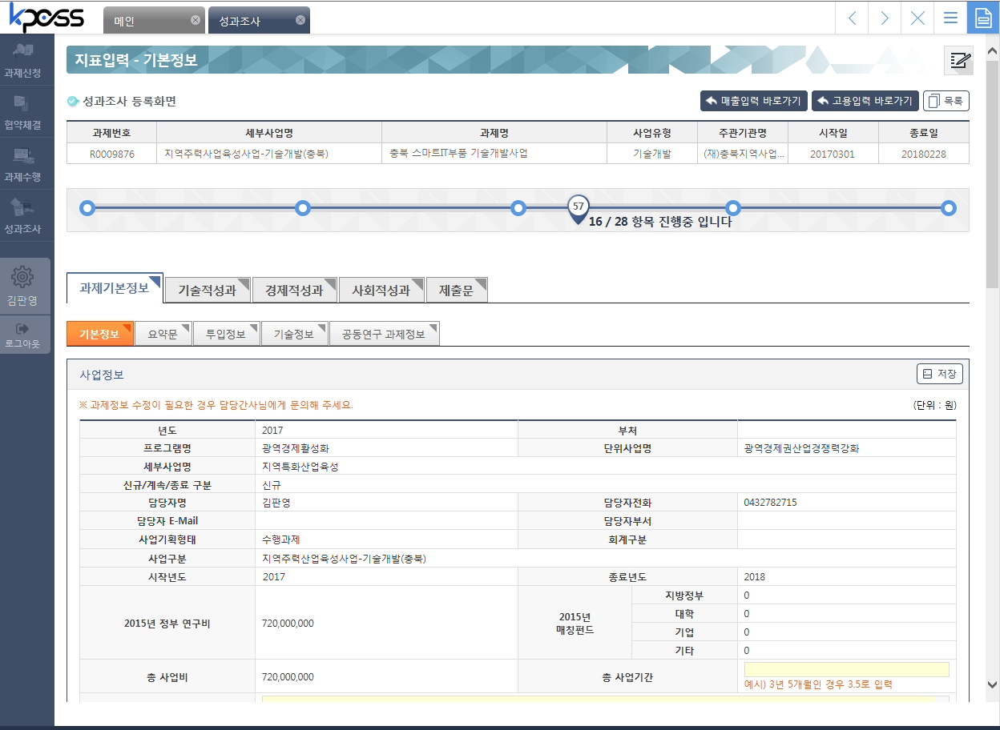 kposs
메인
성과조사
과제신청
협약체결
과제수행
성과조사
김판영
로그아웃
지표입력 - 기본정보
성과조사 등록화면
매출입력 바로가기
고용입력 바로가기
목록
과제번호 세부사업명 과제명 사업유형 주관기관명 시작일 종료일
R0009876 지역주력사업육성사업-기술개발(충북) 충북 스마트IT부품 기술개발사업 기술개발 (재)충북지역사업... 20170301 20180228
57
16 / 28 항목 진행중 입니다
과제기본정보 기술적성과 경제적성과 사회적성과 제출문
기본정보 요약문 투입정보 기술정보 공동연구 과제정보
사업정보
저장
※ 과제정보 수정이 필요한 경우 담당간사님에게 문의해 주세요.
(단위 : 원)
년도 2017 부처
프로그램명 광역경제활성화 단위사업명 광역경제권산업경쟁력강화
세부사업명 지역특화산업육성
신규/계속/종료 구분 신규
담당자명 김판영 담당자전화 0432782715
담당자 E-Mail 담당자부서
사업기획형태 수행과제 회계구분
사업구분 지역주력산업육성사업-기술개발(충북)
시작년도 2017 종료년도 2018
2015년 정부 연구비 720,000,000
2015년
매칭펀드
지방정부 0
대학 0
기업 0
기타 0
총 사업비 720,000,000 총 사업기간
예시) 3년 5개월인 경우 3.5로 입력